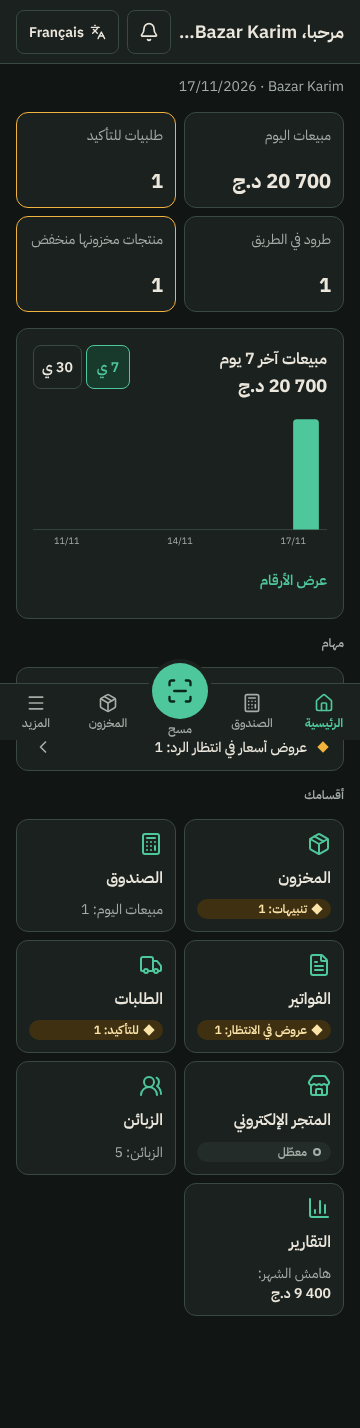 مرحبا، Bazar Karim...
Français
17/11/2026 · Bazar Karim
مبيعات اليوم
20 700 د.ج
طلبيات للتأكيد
1
طرود في الطريق
1
منتجات مخزونها منخفض
1
مبيعات آخر 7 يوم
20 700 د.ج
7 ي
30 ي
11/11
14/11
17/11
عرض الأرقام
مهام
الرئيسية
الصندوق
مسح
المخزون
المزيد
عروض أسعار في انتظار الرد: 1
أقسامك
المخزون
تنبيهات: 1
الصندوق
مبيعات اليوم: 1
الفواتير
عروض في الانتظار: 1
الطلبات
للتأكيد: 1
المتجر الإلكتروني
معطّل
الزبائن
الزبائن: 5
التقارير
هامش الشهر:
9 400 د.ج